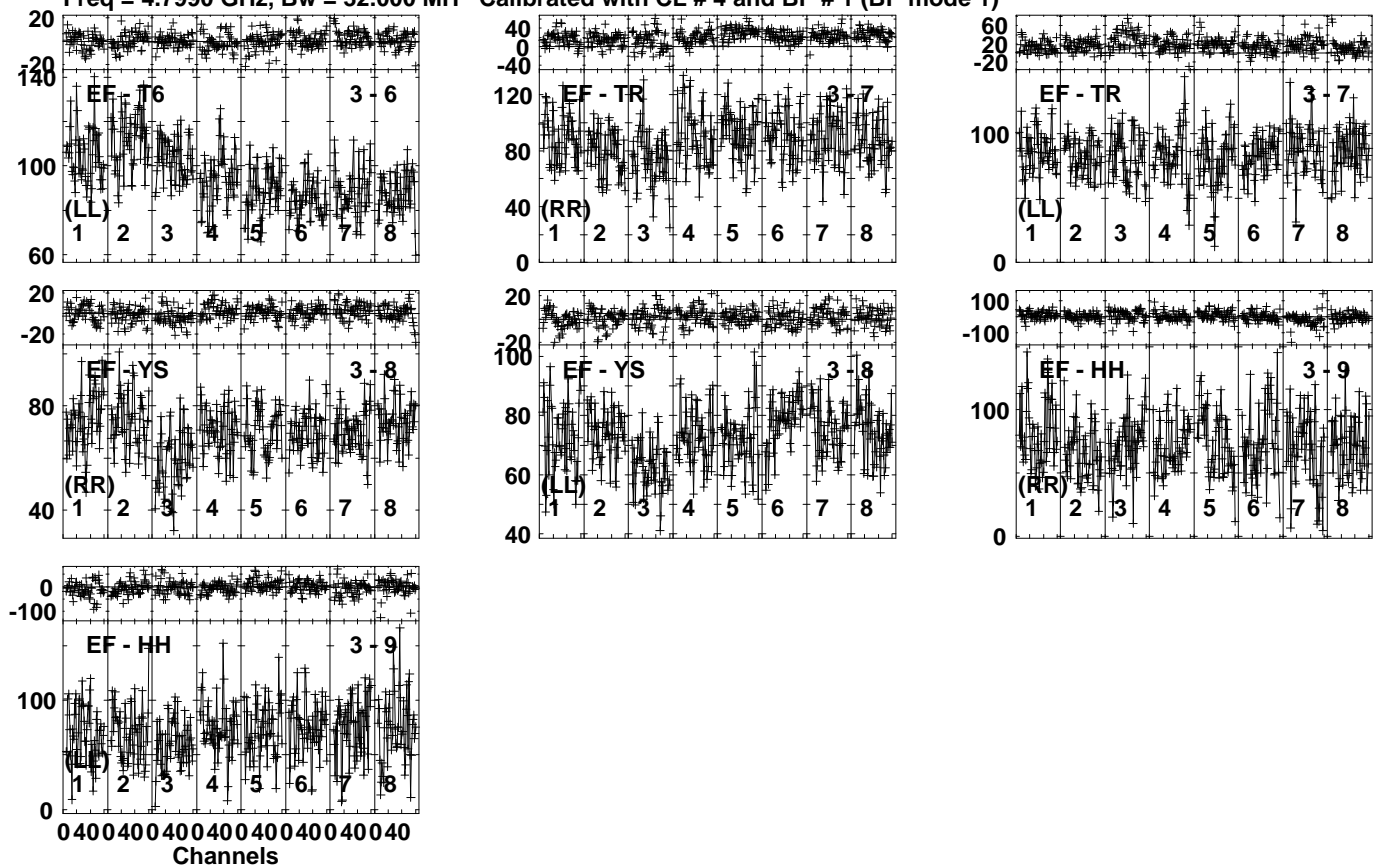 Freq = 4.7990 GHz, Bw = 32.000 MH Calibrated with CL # 4 and BP # 1 (BP mode 1)
20
-20
140
100
60
EF - T6 3 - 6
(LL)
1 2 3 4 5 6 7 8
40
0
-40
120
80
40
0
EF - TR 3 - 7
(RR)
1 2 3 4 5 6 7 8
60
20
-20
100
0
EF - TR 3 - 7
(LL)
1 2 3 4 5 6 7 8
20
-20
80
40
EF - YS 3 - 8
(RR)
1 2 3 4 5 6 7 8
20
-20
100
80
60
40
EF - YS 3 - 8
(LL)
1 2 3 4 5 6 7 8
100
-100
100
0
EF - HH 3 - 9
(RR)
1 2 3 4 5 6 7 8
0
-100
100
0
EF - HH 3 - 9
(LL)
1 2 3 4 5 6 7 8
0 40 0 40 0 40 0 40 0 40 0 40 0 40 0 40
Channels